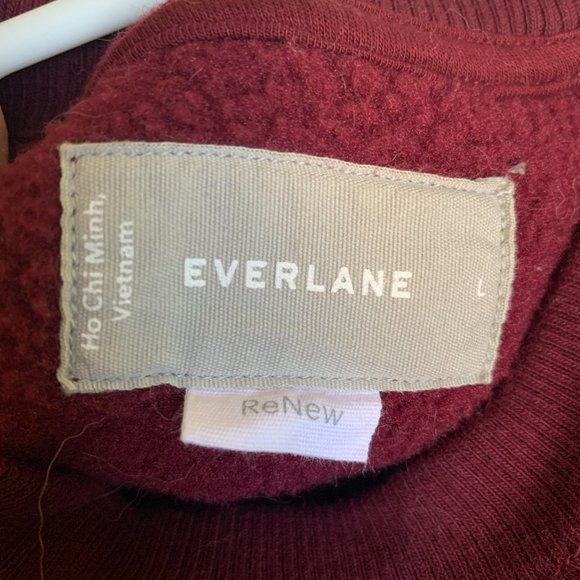 Ho Chi Minh,
Vietnam
EVERLANE
L
ReNew